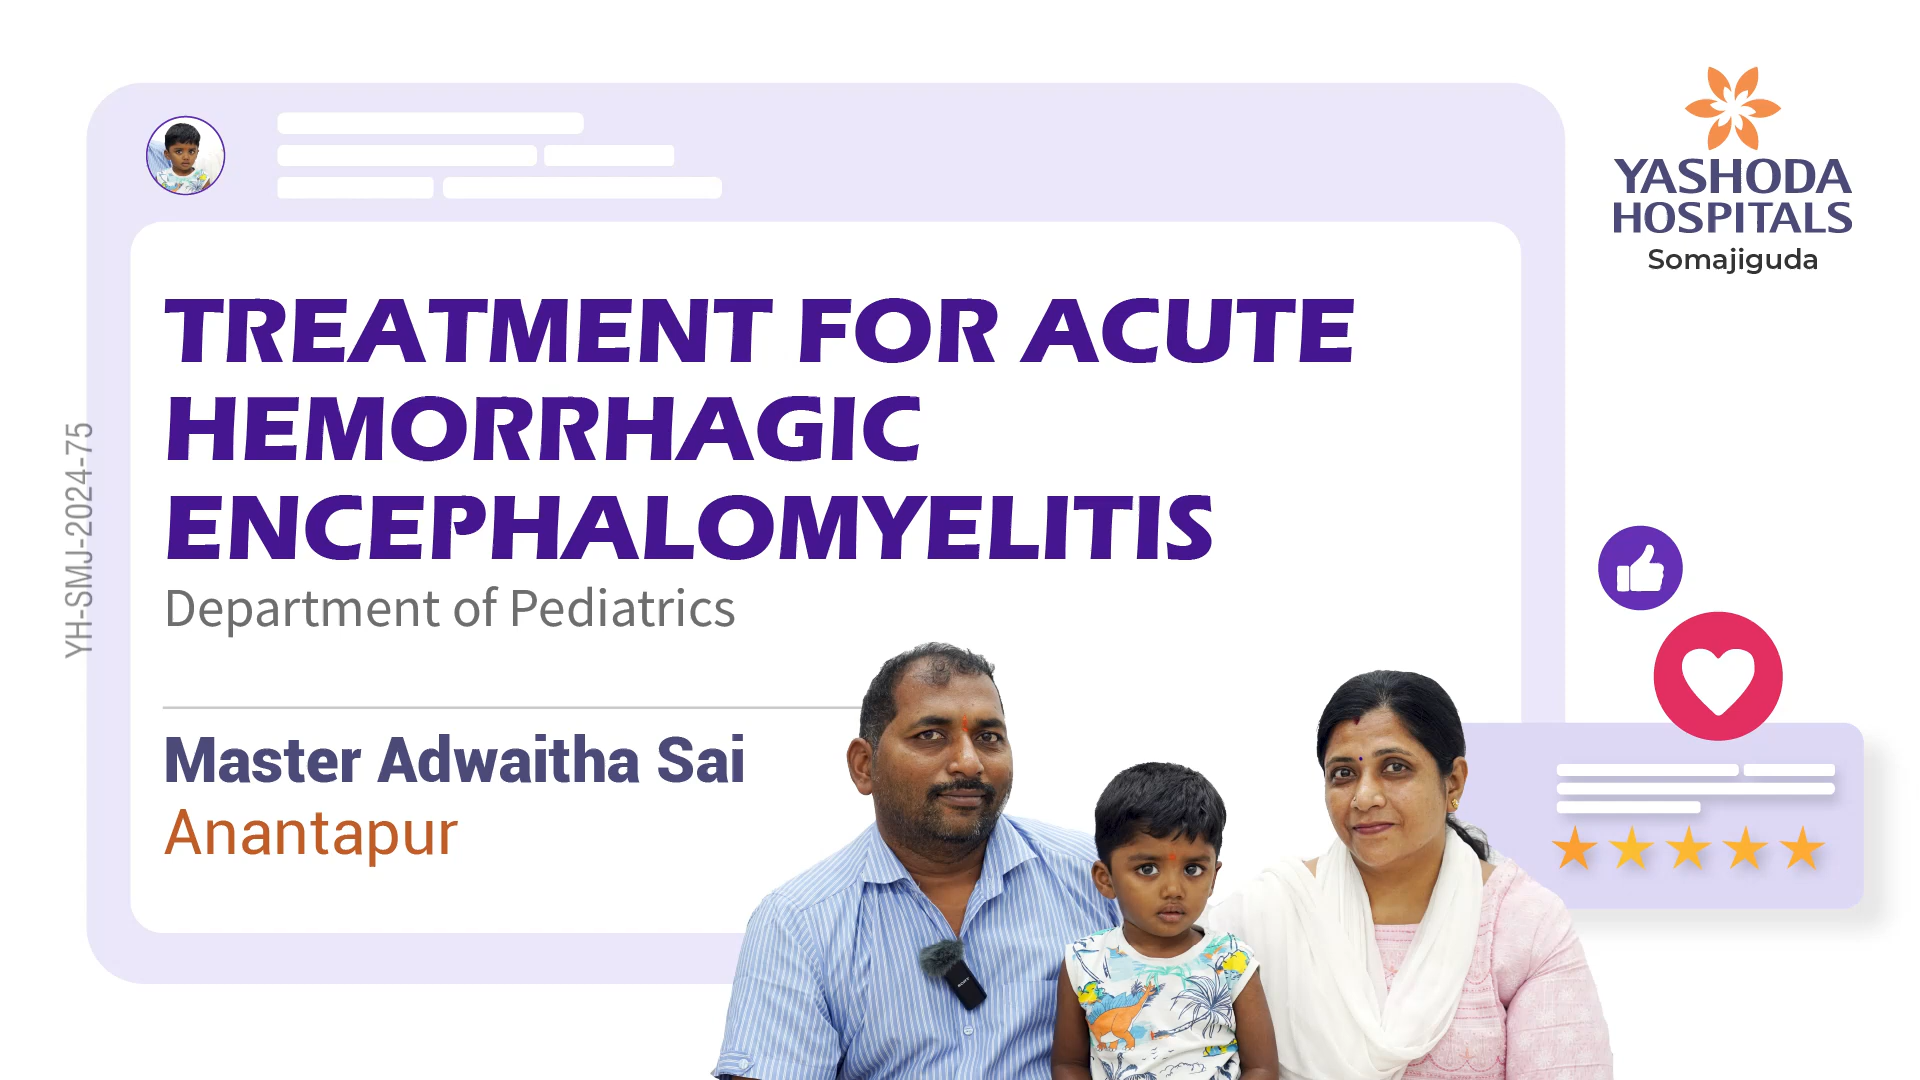 YASHODA
HOSPITALS
Somajiguda
TREATMENT FOR ACUTE
HEMORRHAGIC
ENCEPHALOMYELITIS
Department of Pediatrics
Master Adwaitha Sai
Anantapur
YH-SMJ-2024-75